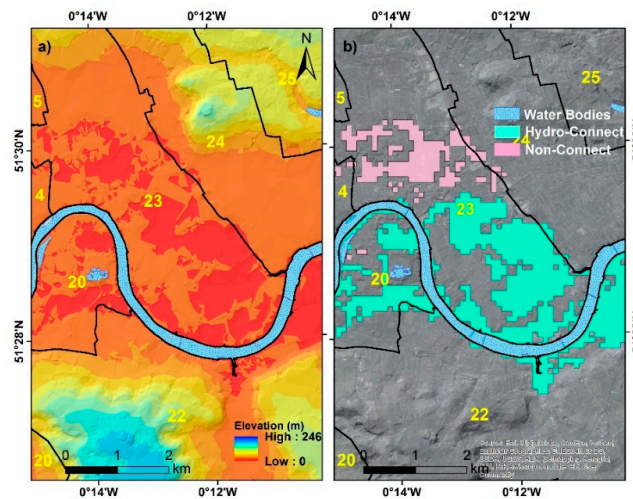 0°14'W 0°12'W 0°14'W 0°12'W
a) N b)
5 25 5 25
Water Bodies
Hydro-Connect
Non-Connect
24 24
51°30'N
4 23 4 23
20 20
51°28'N
22 22
Elevation (m)
High : 246
Low : 0
20 20
0 1 2 km 0 1 2 km
0°14'W 0°12'W 0°14'W 0°12'W